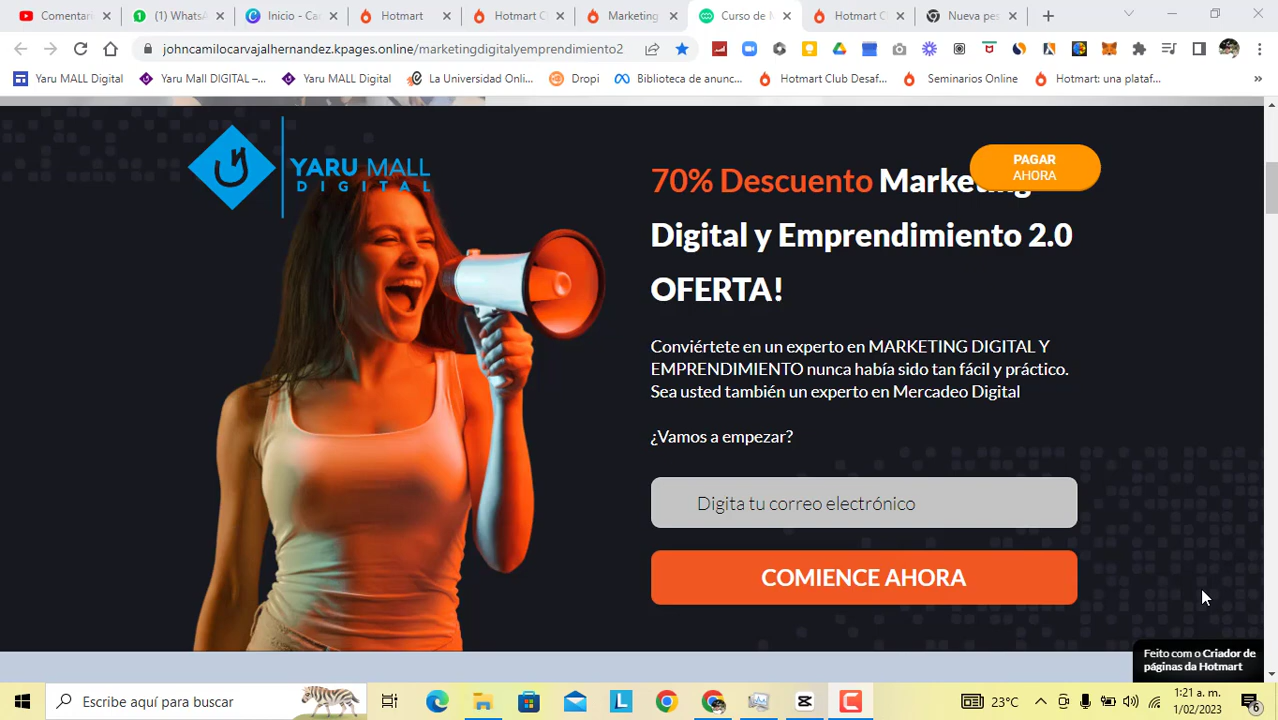 Comentari
(1) WhatsA
Inicio - Ca
Hotmart
Hotmart C
Marketing
Curso de M
Hotmart C
Nueva pes
johncamilocarvajalhernandez.kpages.online/marketingdigitalyemprendimiento2
Yaru MALL Digital
Yaru Mall DIGITAL –...
Yaru MALL Digital
La Universidad Onli...
Dropi
Biblioteca de anunc...
Hotmart Club Desaf...
Seminarios Online
Hotmart: una plataf...
YARU MALL
DIGITAL
PAGAR
AHORA
70% Descuento Marketing
Digital y Emprendimiento 2.0
OFERTA!
Conviértete en un experto en MARKETING DIGITAL Y
EMPRENDIMIENTO nunca había sido tan fácil y práctico.
Sea usted también un experto en Mercadeo Digital
¿Vamos a empezar?
Digita tu correo electrónico
COMIENCE AHORA
Feito com o Criador de
páginas da Hotmart
Escribe aquí para buscar
23°C
1:21 a. m.
1/02/2023
6